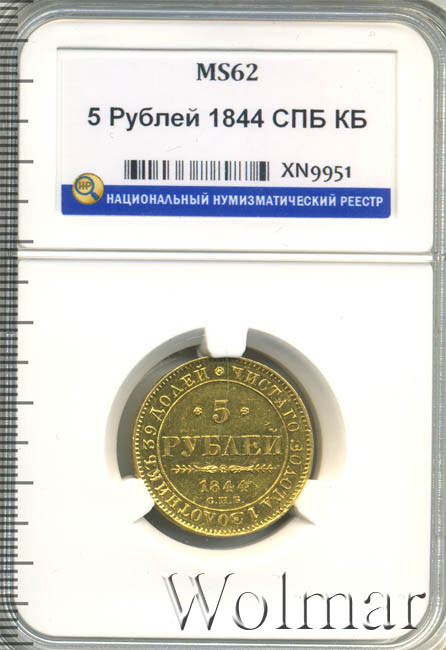 MS62
5 Рублей 1844 СПБ КБ
XN9951
ННР
НАЦИОНАЛЬНЫЙ НУМИЗМАТИЧЕСКИЙ РЕЕСТР
ЧИСТАГО ЗОЛОТА 1 ЗОЛОТНИКЪ 39 ДОЛЕЙ
5
РУБЛЕЙ
1844
С.П.Б.
Wolmar